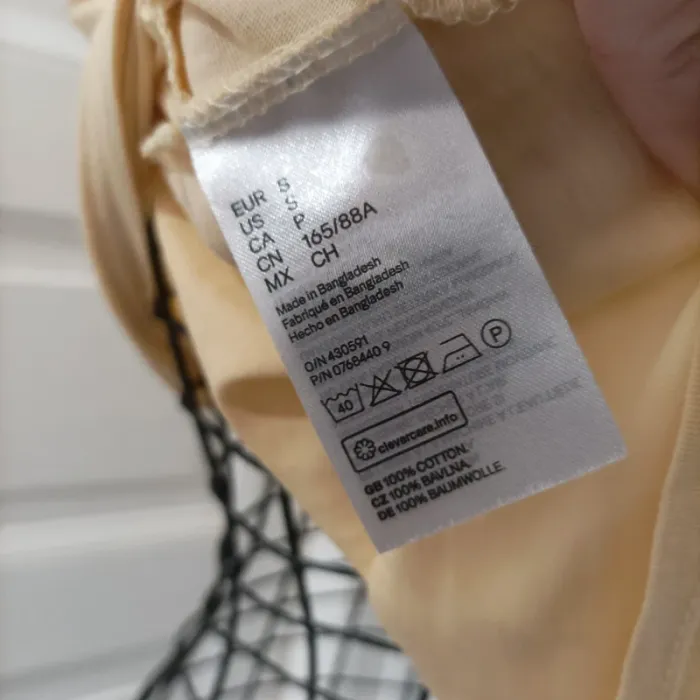 EUR S
US S
CA P
CN 165/88A
MX CH
Made in Bangladesh
Fabriqué en Bangladesh
Hecho en Bangladesh
O/N 430591
P/N 0768440 9
40 P
clevercare.info
GB 100% COTTON.
CZ 100% BAVLNA.
DE 100% BAUMWOLLE.